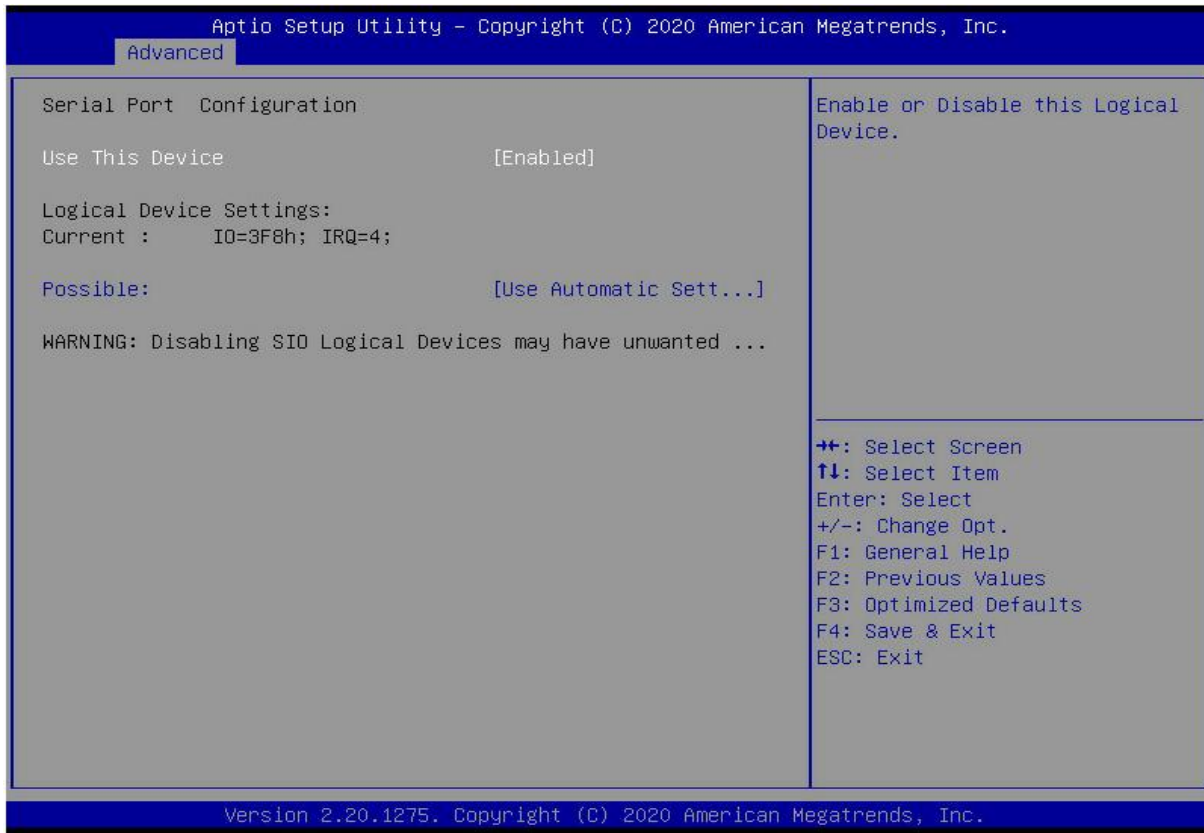 Aptio Setup Utility – Copyright (C) 2020 American Megatrends, Inc.
Advanced
Serial Port Configuration
Use This Device [Enabled]
Logical Device Settings:
Current : IO=3F8h; IRQ=4;
Possible: [Use Automatic Sett...]
WARNING: Disabling SIO Logical Devices may have unwanted ...
Enable or Disable this Logical
Device.
→←: Select Screen
↑↓: Select Item
Enter: Select
+/-: Change Opt.
F1: General Help
F2: Previous Values
F3: Optimized Defaults
F4: Save & Exit
ESC: Exit
Version 2.20.1275. Copyright (C) 2020 American Megatrends, Inc.